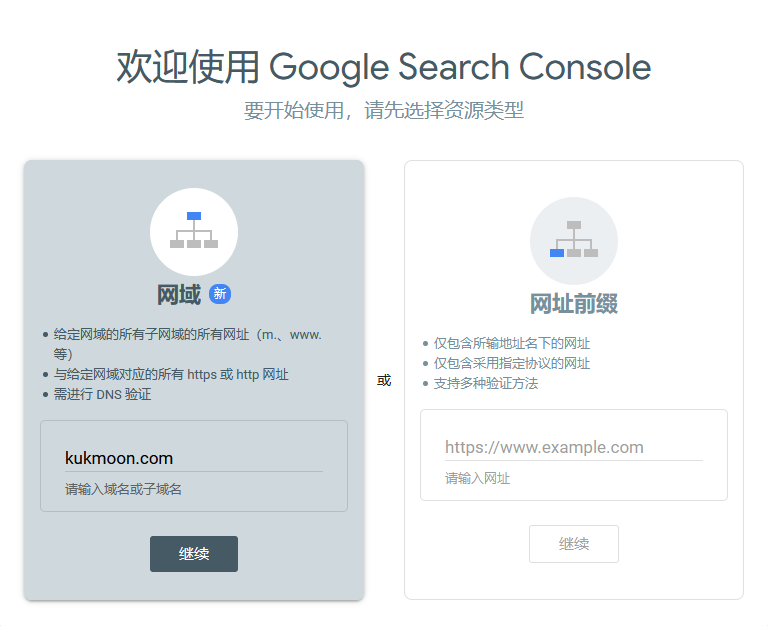 欢迎使用 Google Search Console
要开始使用，请先选择资源类型
网域 新
给定网域的所有子网域的所有网址（m.、www.
等）
与给定网域对应的所有 https 或 http 网址
需进行 DNS 验证
kukmoon.com
请输入域名或子域名
继续
或
网址前缀
仅包含所输地址名下的网址
仅包含采用指定协议的网址
支持多种验证方法
https://www.example.com
请输入网址
继续